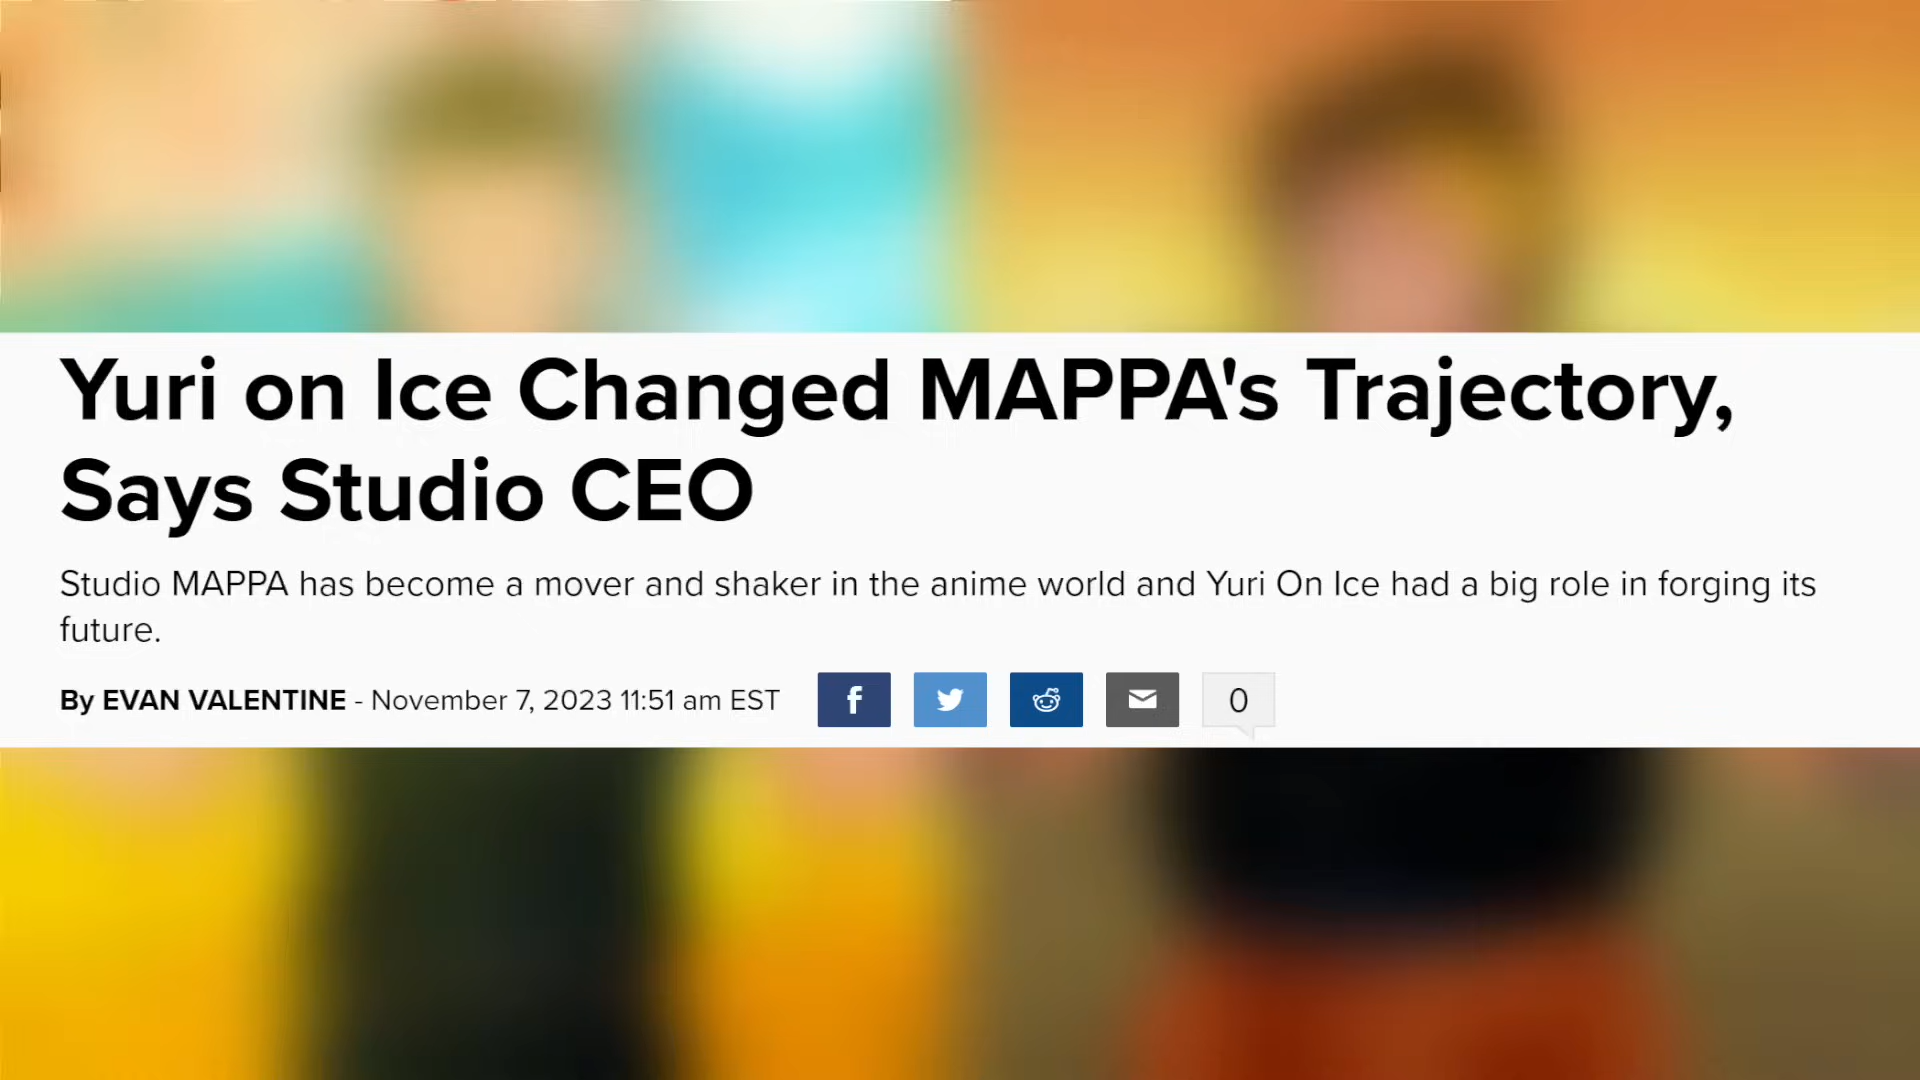 Yuri on Ice Changed MAPPA's Trajectory,
Says Studio CEO
Studio MAPPA has become a mover and shaker in the anime world and Yuri On Ice had a big role in forging its
future.
By EVAN VALENTINE - November 7, 2023 11:51 am EST
0